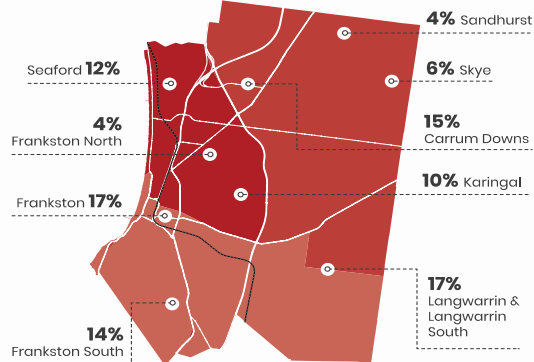 4% Sandhurst
Seaford 12%
6% Skye
4%
Frankston North
15%
Carrum Downs
10% Karingal
Frankston 17%
17%
Langwarrin &
Langwarrin
South
14%
Frankston South